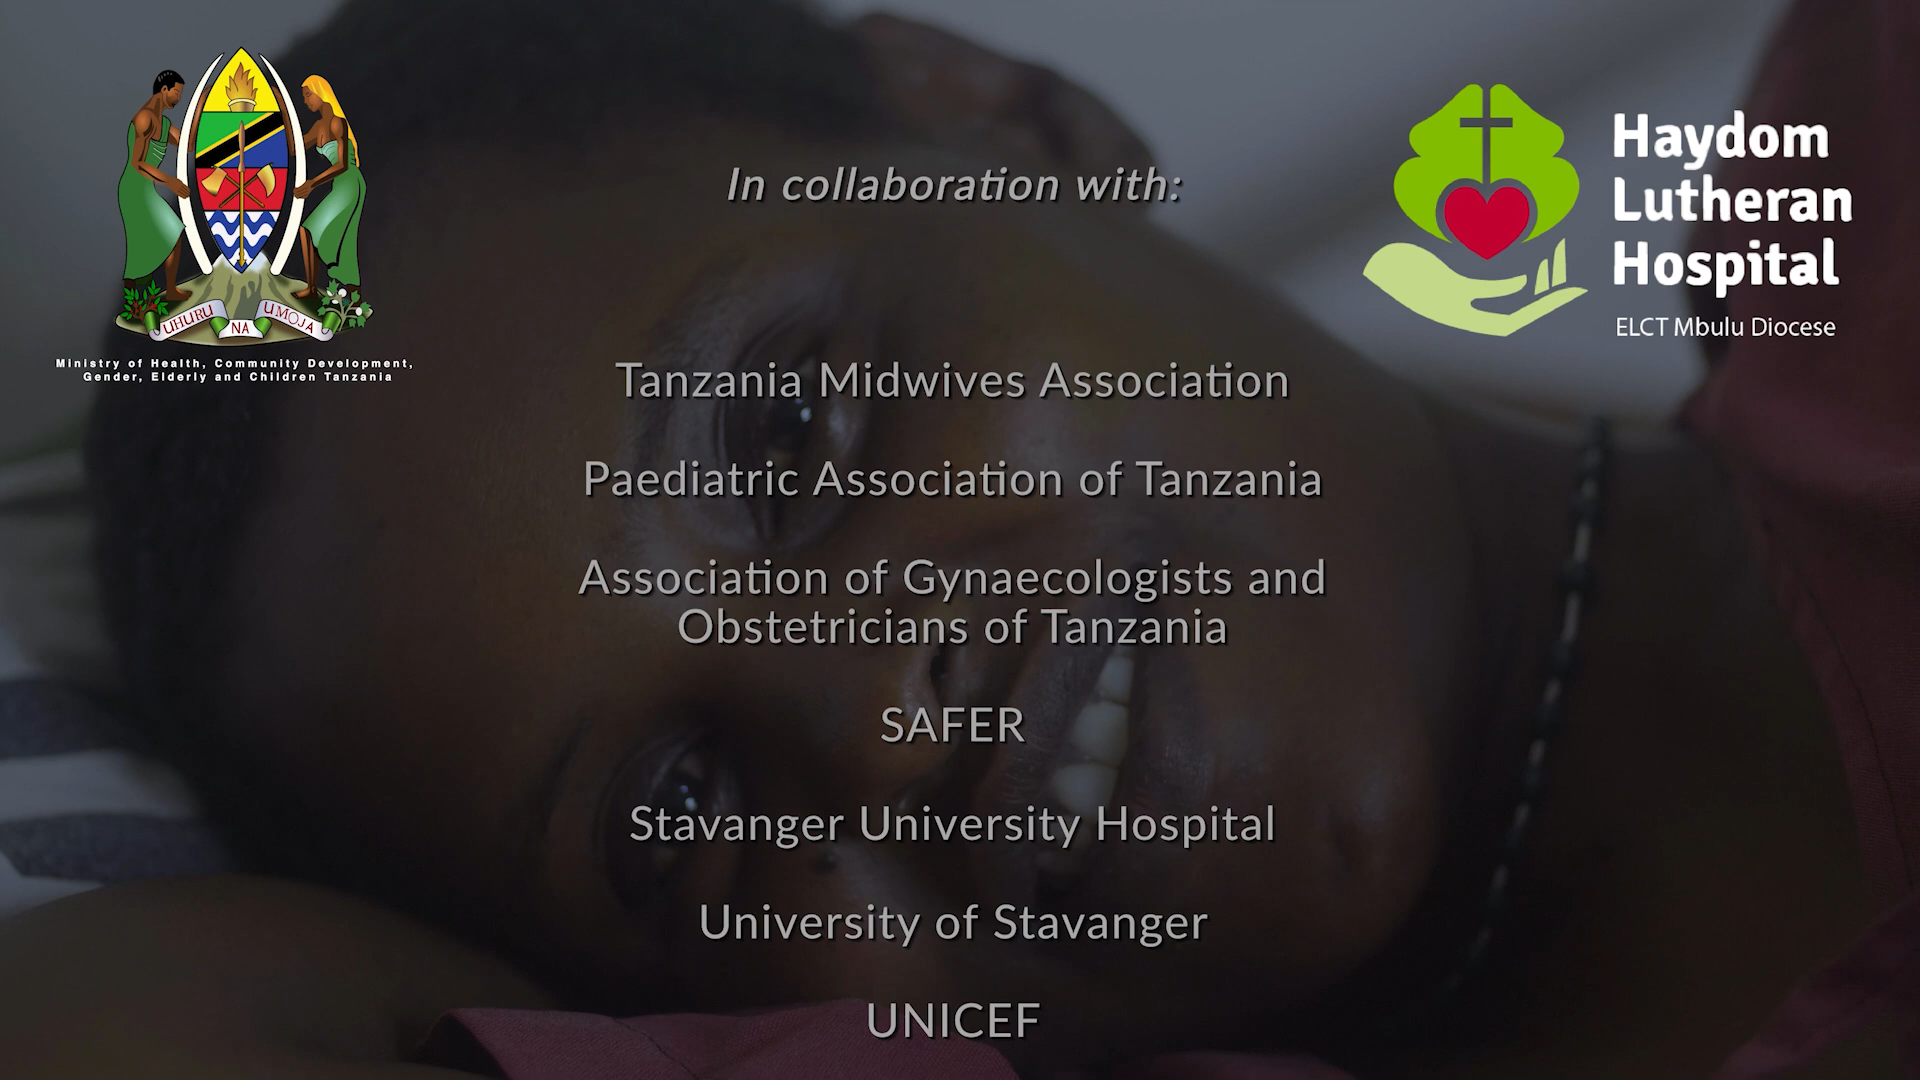 UHURU NA UMOJA
Ministry of Health, Community Development,
Gender, Elderly and Children Tanzania
Haydom
Lutheran
Hospital
ELCT Mbulu Diocese
In collaboration with:
Tanzania Midwives Association
Paediatric Association of Tanzania
Association of Gynaecologists and
Obstetricians of Tanzania
SAFER
Stavanger University Hospital
University of Stavanger
UNICEF